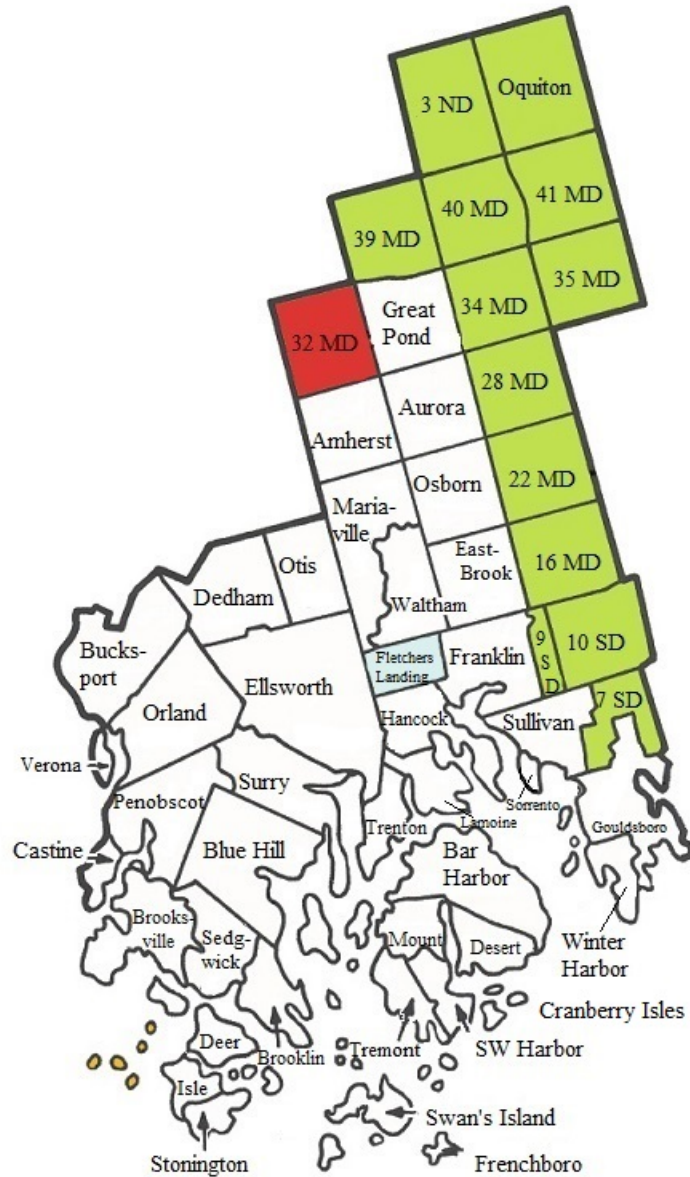 3 ND
Oquiton
39 MD
40 MD
41 MD
32 MD
Great
Pond
34 MD
35 MD
28 MD
Amherst
Aurora
22 MD
Maria-
ville
Osborn
Otis
Dedham
Waltham
East-
Brook
16 MD
Bucks-
port
Orland
Ellsworth
Fletchers
Landing
Franklin
9
S
D
10 SD
7 SD
Hancock
Sullivan
Verona
Surry
Penobscot
Castine
Blue Hill
Trenton
Lamoine
Sorrento
Gouldsboro
Bar
Harbor
Brooks-
ville
Sedg-
wick
Mount
Desert
Winter
Harbor
Cranberry Isles
Deer
Isle
Brooklin
Tremont
SW Harbor
Stonington
Swan's Island
Frenchboro